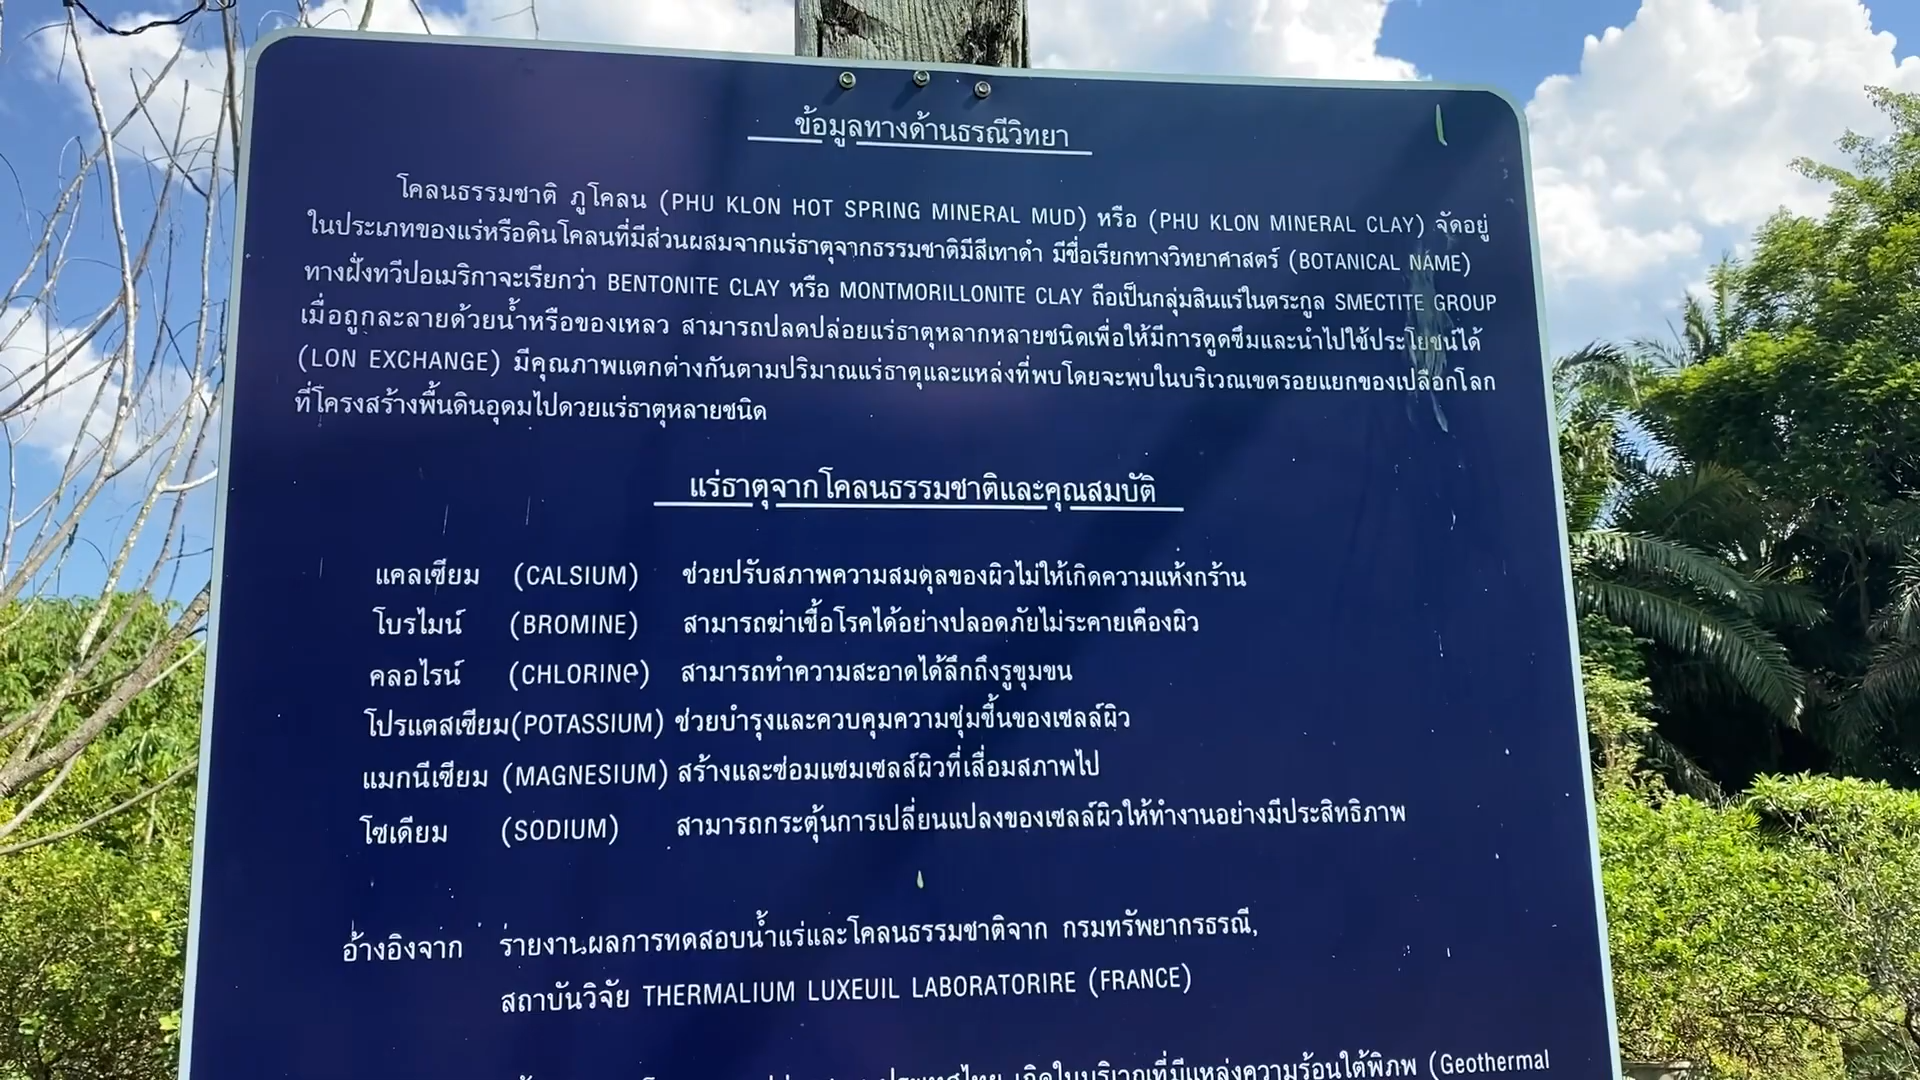 ข้อมูลทางด้านธรณีวิทยา
โคลนธรรมชาติ ภูโคลน (PHU KLON HOT SPRING MINERAL MUD) หรือ (PHU KLON MINERAL CLAY) จัดอยู่
ในประเภทของแร่หรือดินโคลนที่มีส่วนผสมจากแร่ธาตุจากธรรมชาติมีสีเทาดำ มีชื่อเรียกทางวิทยาศาสตร์ (BOTANICAL NAME)
ทางฝั่งทวีปอเมริกาจะเรียกว่า BENTONITE CLAY หรือ MONTMORILLONITE CLAY ถือเป็นกลุ่มสินแร่ในตระกูล SMECTITE GROUP
เมื่อถูกละลายด้วยน้ำหรือของเหลว สามารถปลดปล่อยแร่ธาตุหลากหลายชนิดเพื่อให้มีการดูดซึมและนำไปใช้ประโยชน์ได้
(LON EXCHANGE) มีคุณภาพแตกต่างกันตามปริมาณแร่ธาตุและแหล่งที่พบโดยจะพบในบริเวณเขตรอยแยกของเปลือกโลก
ที่โครงสร้างพื้นดินอุดมไปดวยแร่ธาตุหลายชนิด
แร่ธาตุจากโคลนธรรมชาติและคุณสมบัติ
แคลเซียม (CALSIUM) ช่วยปรับสภาพความสมดุลของผิวไม่ให้เกิดความแห้งกร้าน
โบรไมน์ (BROMINE) สามารถฆ่าเชื้อโรคได้อย่างปลอดภัยไม่ระคายเคืองผิว
คลอไรน์ (CHLORINe) สามารถทำความสะอาดได้ลึกถึงรูขุมขน
โปรแตสเซียม(POTASSIUM) ช่วยบำรุงและควบคุมความชุ่มชื้นของเซลล์ผิว
แมกนีเซียม (MAGNESIUM) สร้างและซ่อมแซมเซลส์ผิวที่เสื่อมสภาพไป
โซเดียม (SODIUM) สามารถกระตุ้นการเปลี่ยนแปลงของเซลล์ผิวให้ทำงานอย่างมีประสิทธิภาพ
อ้างอิงจาก รายงานผลการทดสอบน้ำแร่และโคลนธรรมชาติจาก กรมทรัพยากรธรณี,
สถาบันวิจัย THERMALIUM LUXEUIL LABORATORIRE (FRANCE)
ประเทศไทย เกิดในบริเวณที่มีแหล่งความร้อนใต้พิภพ (Geothermal